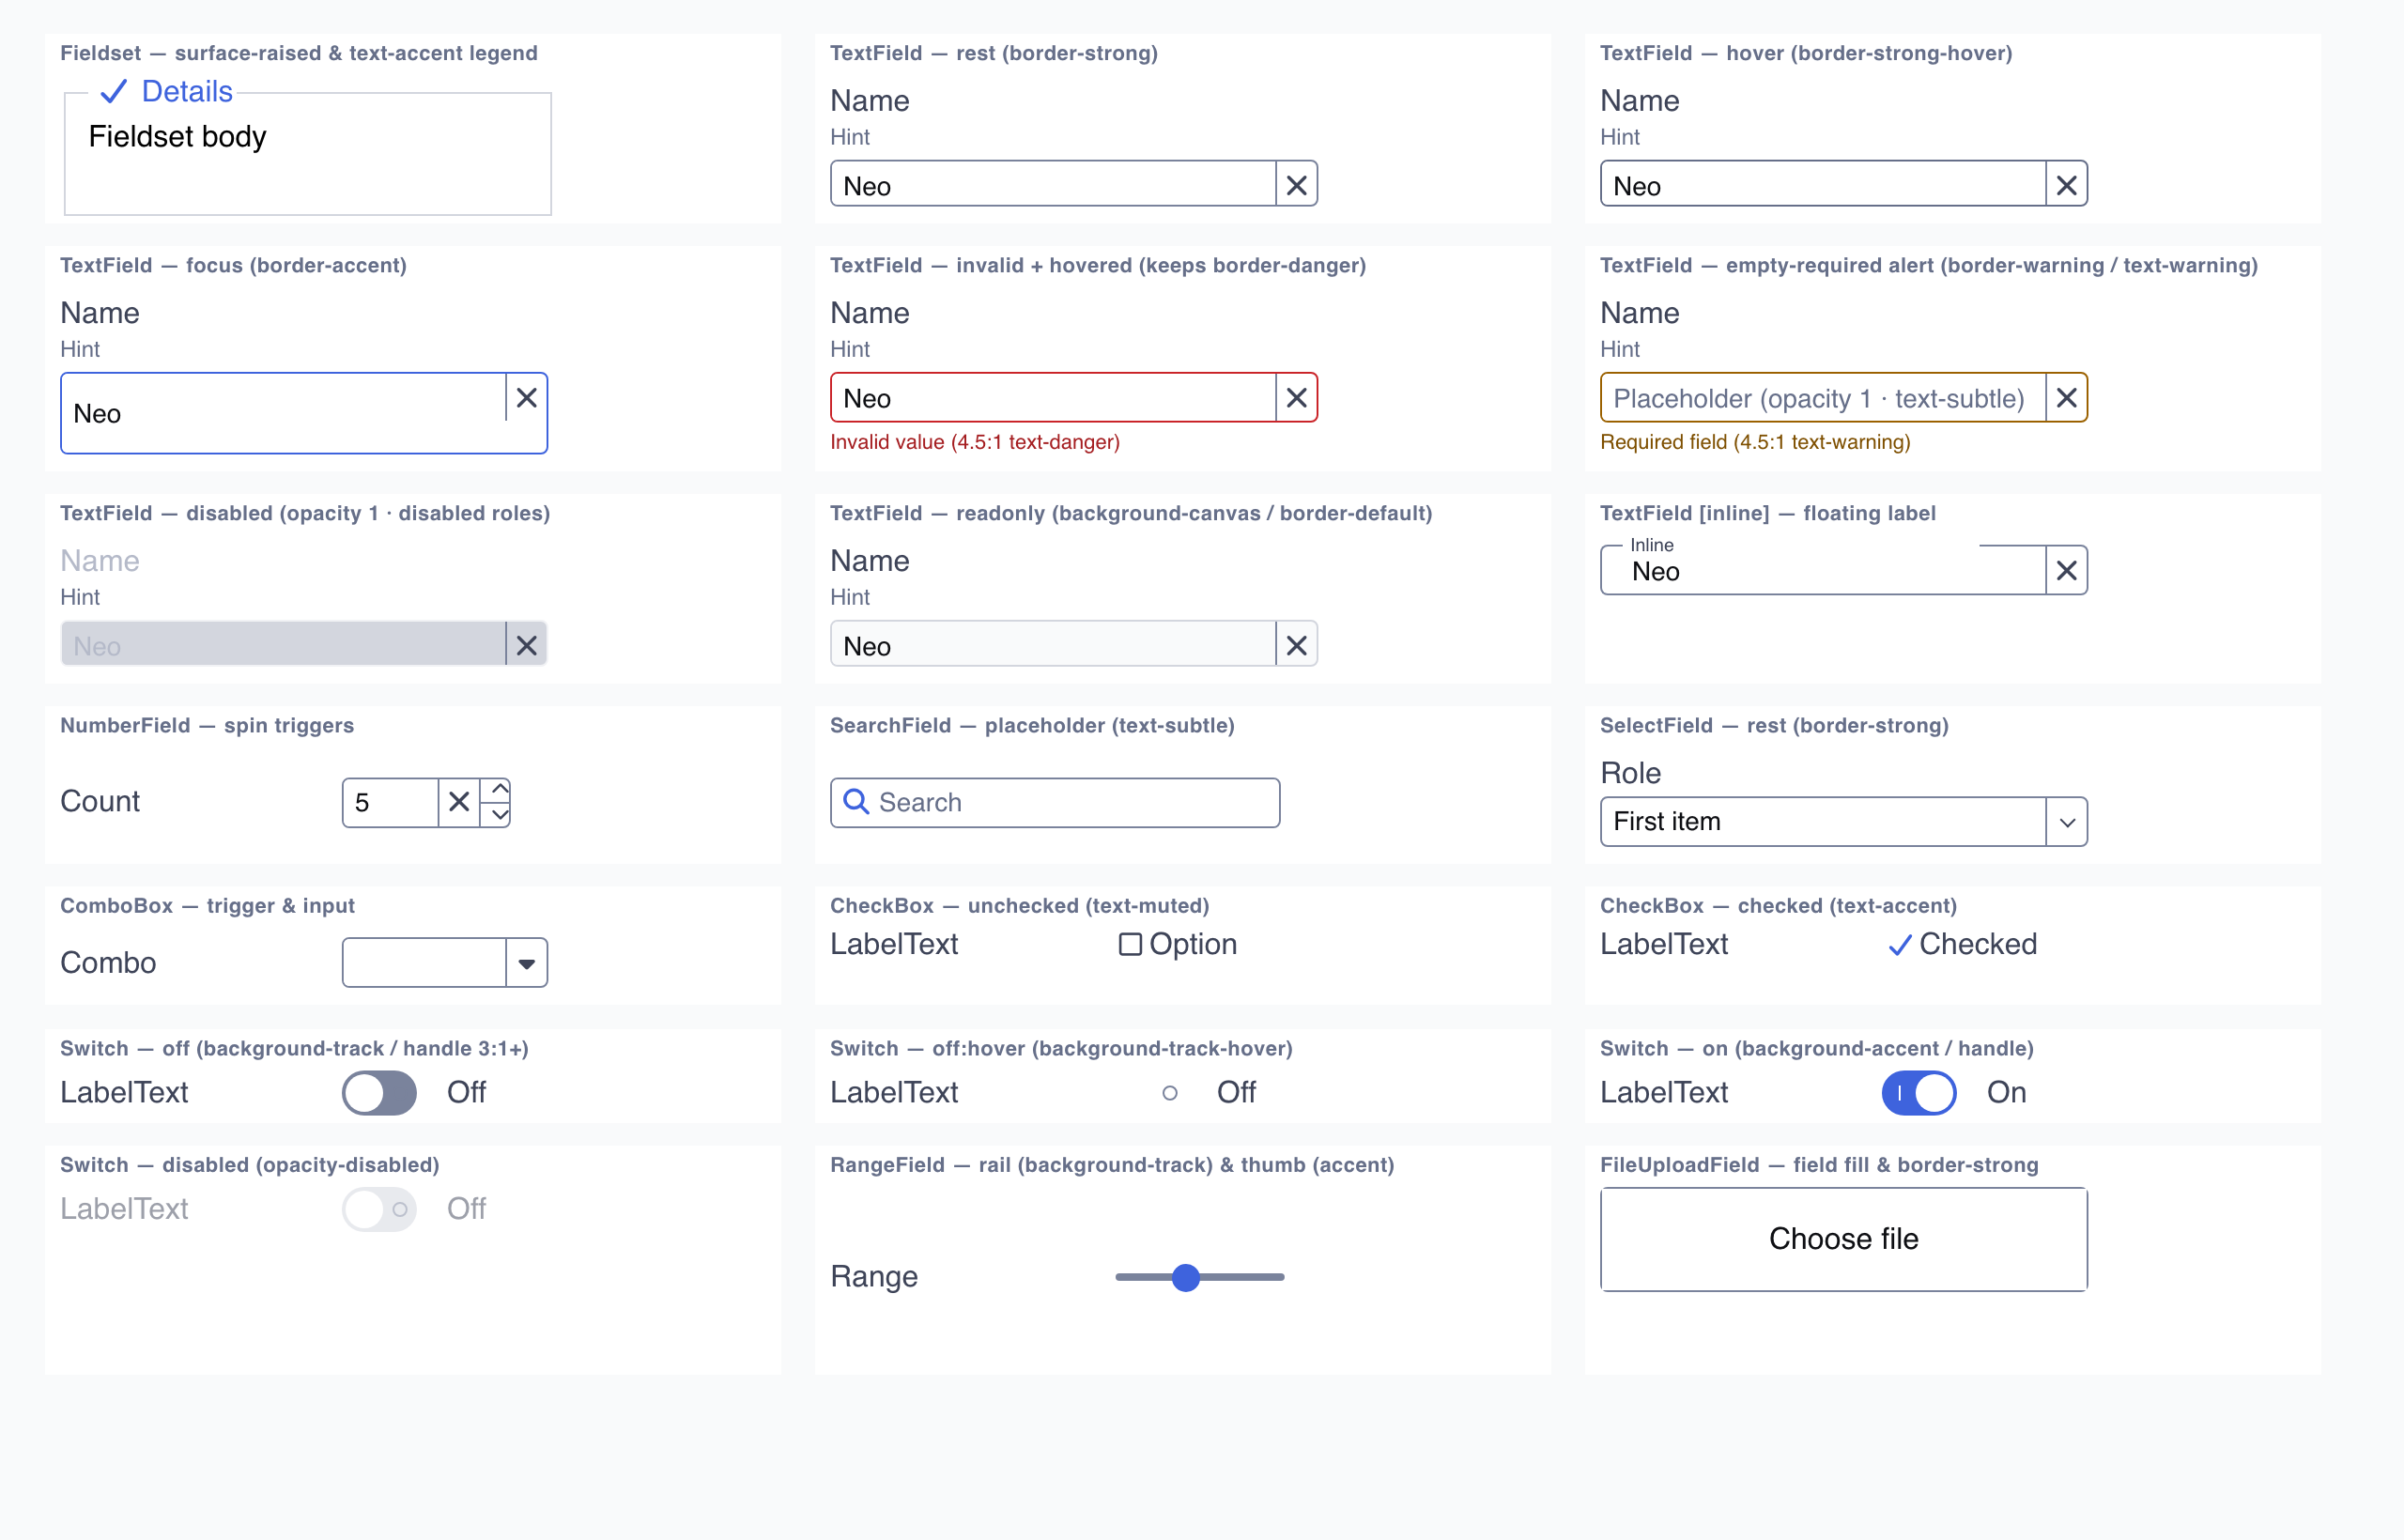 Fieldset — surface-raised & text-accent legend
Details
Fieldset body
TextField — rest (border-strong)
Name
Hint
Neo
TextField — hover (border-strong-hover)
Name
Hint
Neo
TextField — focus (border-accent)
Name
Hint
Neo
TextField — invalid + hovered (keeps border-danger)
Name
Hint
Neo
Invalid value (4.5:1 text-danger)
TextField — empty-required alert (border-warning / text-warning)
Name
Hint
Placeholder (opacity 1 · text-subtle)
Required field (4.5:1 text-warning)
TextField — disabled (opacity 1 · disabled roles)
Name
Hint
Neo
TextField — readonly (background-canvas / border-default)
Name
Hint
Neo
TextField [inline] — floating label
Inline
Neo
NumberField — spin triggers
Count
5
SearchField — placeholder (text-subtle)
Search
SelectField — rest (border-strong)
Role
First item
ComboBox — trigger & input
Combo
CheckBox — unchecked (text-muted)
LabelText
Option
CheckBox — checked (text-accent)
LabelText
Checked
Switch — off (background-track / handle 3:1+)
LabelText
Off
Switch — off:hover (background-track-hover)
LabelText
Off
Switch — on (background-accent / handle)
LabelText
On
Switch — disabled (opacity-disabled)
LabelText
Off
RangeField — rail (background-track) & thumb (accent)
Range
FileUploadField — field fill & border-strong
Choose file